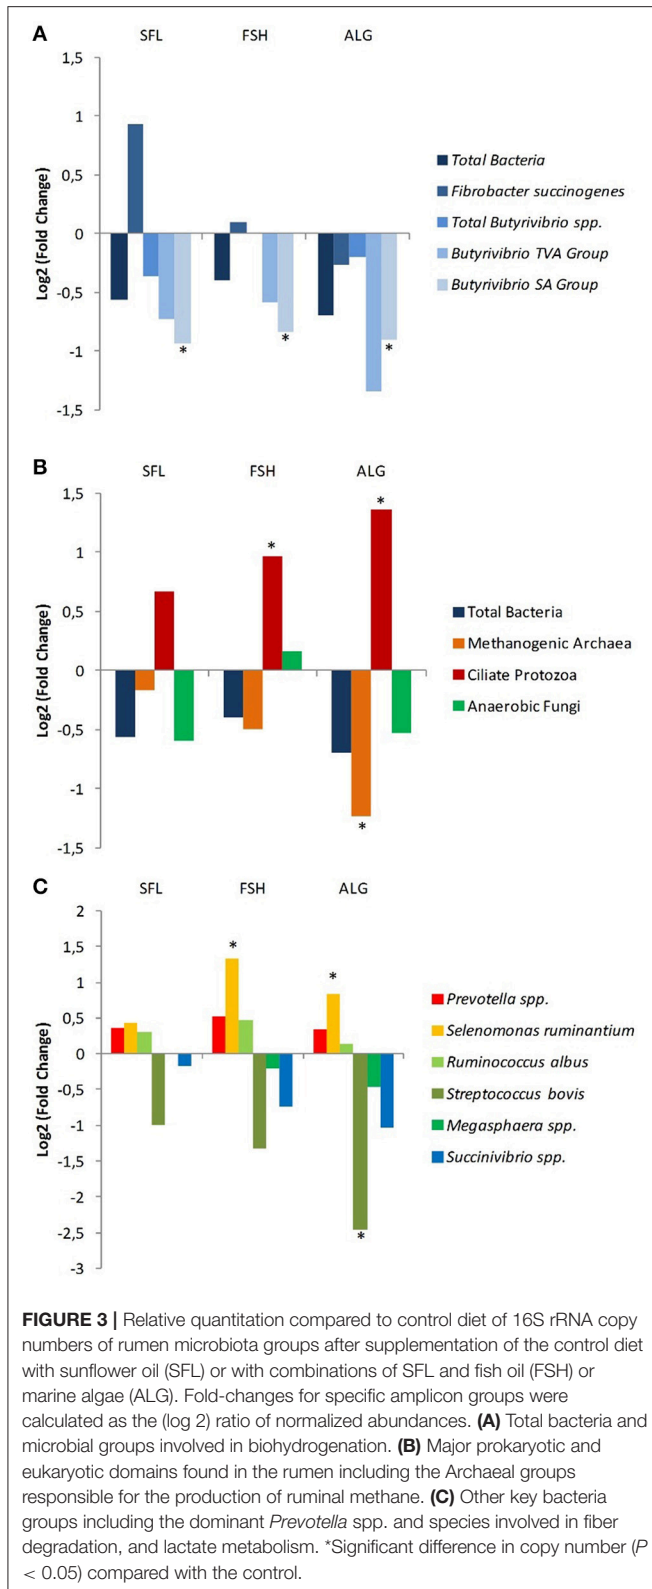 A
SFL FSH ALG
1,5
1
0,5
0
-0,5
-1
-1,5
Log2 (Fold Change)
* * *
Total Bacteria
Fibrobacter succinogenes
Total Butyrivibrio spp.
Butyrivibrio TVA Group
Butyrivibrio SA Group
B
SFL FSH ALG
1,5
1
0,5
0
-0,5
-1
-1,5
Log2 (Fold Change)
* *
*
Total Bacteria
Methanogenic Archaea
Ciliate Protozoa
Anaerobic Fungi
C
SFL FSH ALG
2
1,5
1
0,5
0
-0,5
-1
-1,5
-2
-2,5
-3
Log2 (Fold Change)
* *
*
Prevotella spp.
Selenomonas ruminantium
Ruminococcus albus
Streptococcus bovis
Megasphaera spp.
Succinivibrio spp.
FIGURE 3 | Relative quantitation compared to control diet of 16S rRNA copy
numbers of rumen microbiota groups after supplementation of the control diet
with sunflower oil (SFL) or with combinations of SFL and fish oil (FSH) or
marine algae (ALG). Fold-changes for specific amplicon groups were
calculated as the (log 2) ratio of normalized abundances. (A) Total bacteria and
microbial groups involved in biohydrogenation. (B) Major prokaryotic and
eukaryotic domains found in the rumen including the Archaeal groups
responsible for the production of ruminal methane. (C) Other key bacteria
groups including the dominant Prevotella spp. and species involved in fiber
degradation, and lactate metabolism. *Significant difference in copy number (P
< 0.05) compared with the control.